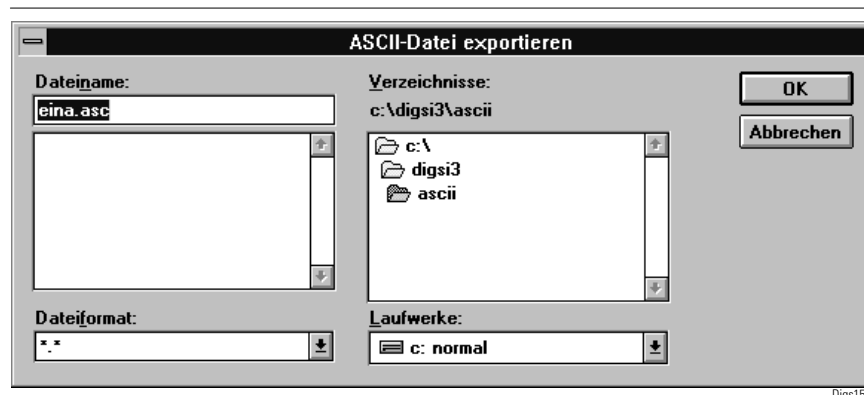 ASCII-Datei exportieren
Dateiname:
eina.asc
Verzeichnisse:
c:\digsi3\ascii
c:\
digsi3
ascii
OK
Abbrechen
Dateiformat:
*.*
Laufwerke:
c: normal